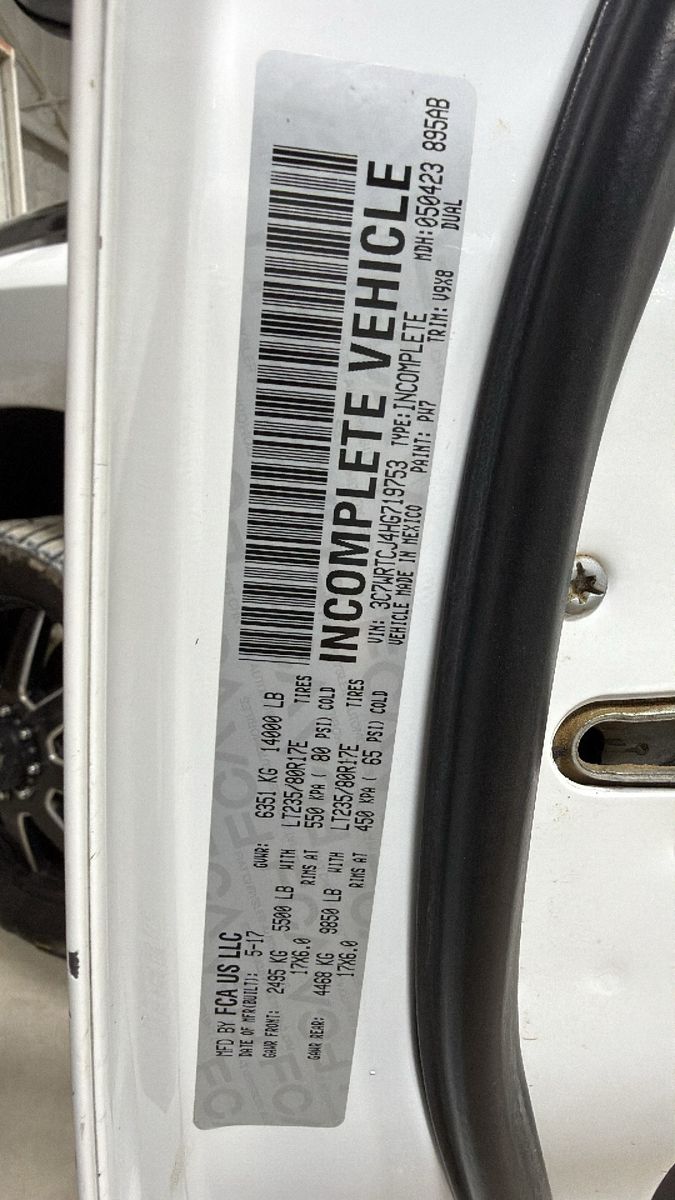 MFD BY FCA US LLC
DATE OF MFR(BUILT): 5-17 GVWR: 6351 KG 14000 LB
GAWR FRONT: 2495 KG 5500 LB WITH LT235/80R17E TIRES
17X6.0 RIMS AT 550 KPA ( 80 PSI) COLD
GAWR REAR: 4468 KG 9850 LB WITH LT235/80R17E TIRES
17X6.0 RIMS AT 450 KPA ( 65 PSI) COLD
INCOMPLETE VEHICLE
VIN: 3C7WRTCJ4HG719753 TYPE:INCOMPLETE MDH:050423 895AB
VEHICLE MADE IN MEXICO PAINT: PW7 TRIM: V9X8 DUAL